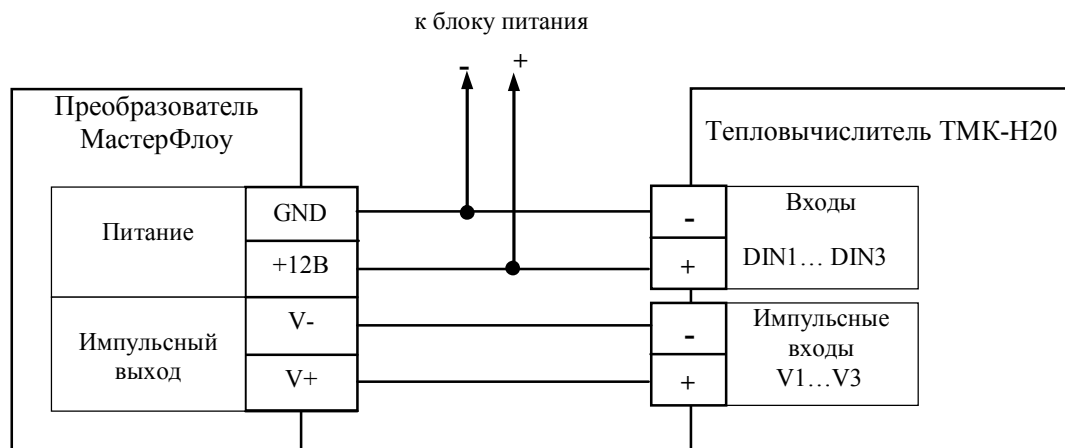 к блоку питания
- +
Преобразователь
МастерФлоу
Тепловычислитель ТМК-Н20
Питание
GND
+12В
-
+
Входы
DIN1... DIN3
Импульсный
выход
V-
V+
-
+
Импульсные
входы
V1...V3